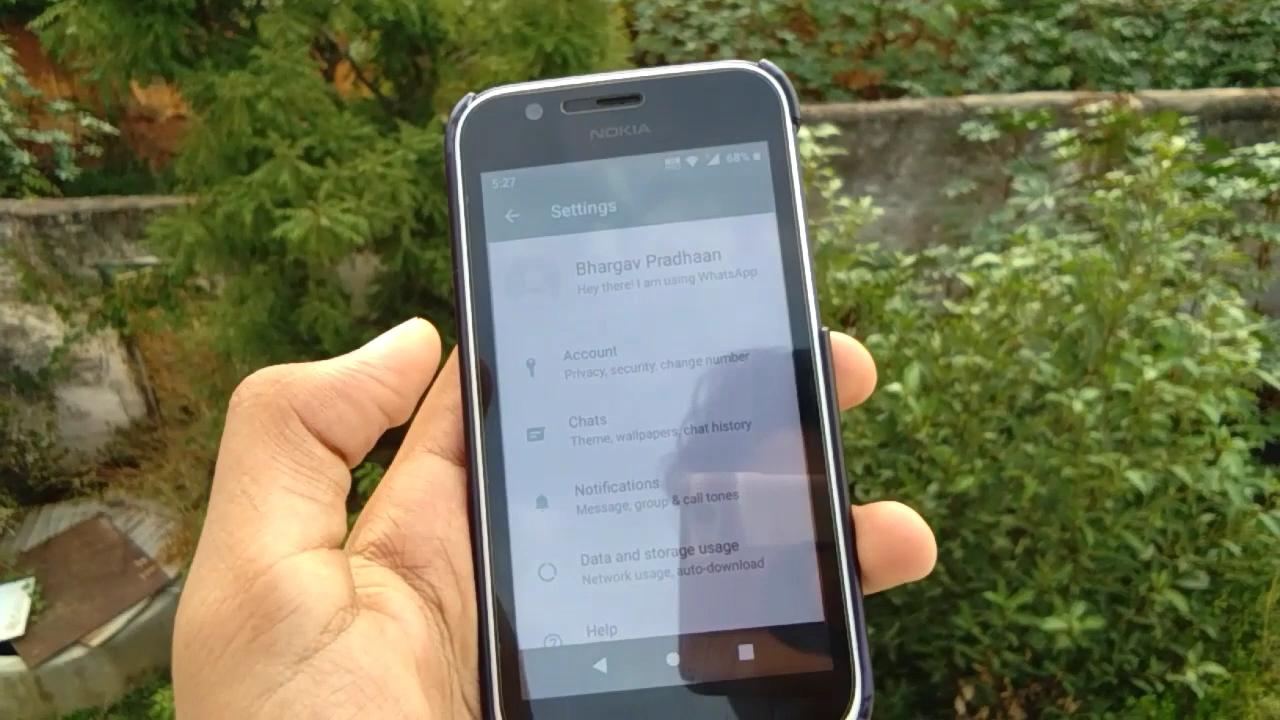 NOKIA
5:27 68%
Settings
Bhargav Pradhaan
Hey there! I am using WhatsApp
Account
Privacy, security, change number
Chats
Theme, wallpapers, chat history
Notifications
Message, group & call tones
Data and storage usage
Network usage, auto-download
Help